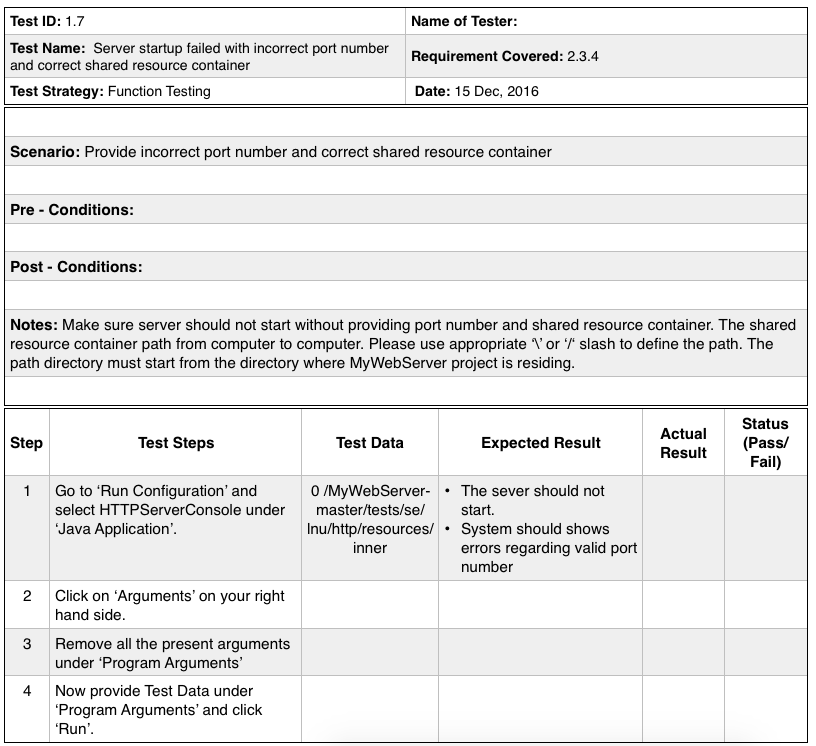 Test ID: 1.7
Name of Tester:
Test Name:  Server startup failed with incorrect port number
and correct shared resource container
Requirement Covered: 2.3.4
Test Strategy: Function Testing
Date: 15 Dec, 2016
Scenario: Provide incorrect port number and correct shared resource container
Pre - Conditions:
Post - Conditions:
Notes: Make sure server should not start without providing port number and shared resource container. The shared
resource container path from computer to computer. Please use appropriate ‘\’ or ‘/‘ slash to define the path. The
path directory must start from the directory where MyWebServer project is residing.
Step
Test Steps
Test Data
Expected Result
Actual
Result
Status
(Pass/
Fail)
1
Go to ‘Run Configuration’ and
select HTTPServerConsole under
‘Java Application’.
0 /MyWebServer-
master/tests/se/
lnu/http/resources/
inner
• The sever should not
start.
• System should shows
errors regarding valid port
number
2
Click on ‘Arguments’ on your right
hand side.
3
Remove all the present arguments
under ‘Program Arguments’
4
Now provide Test Data under
‘Program Arguments’ and click
‘Run’.